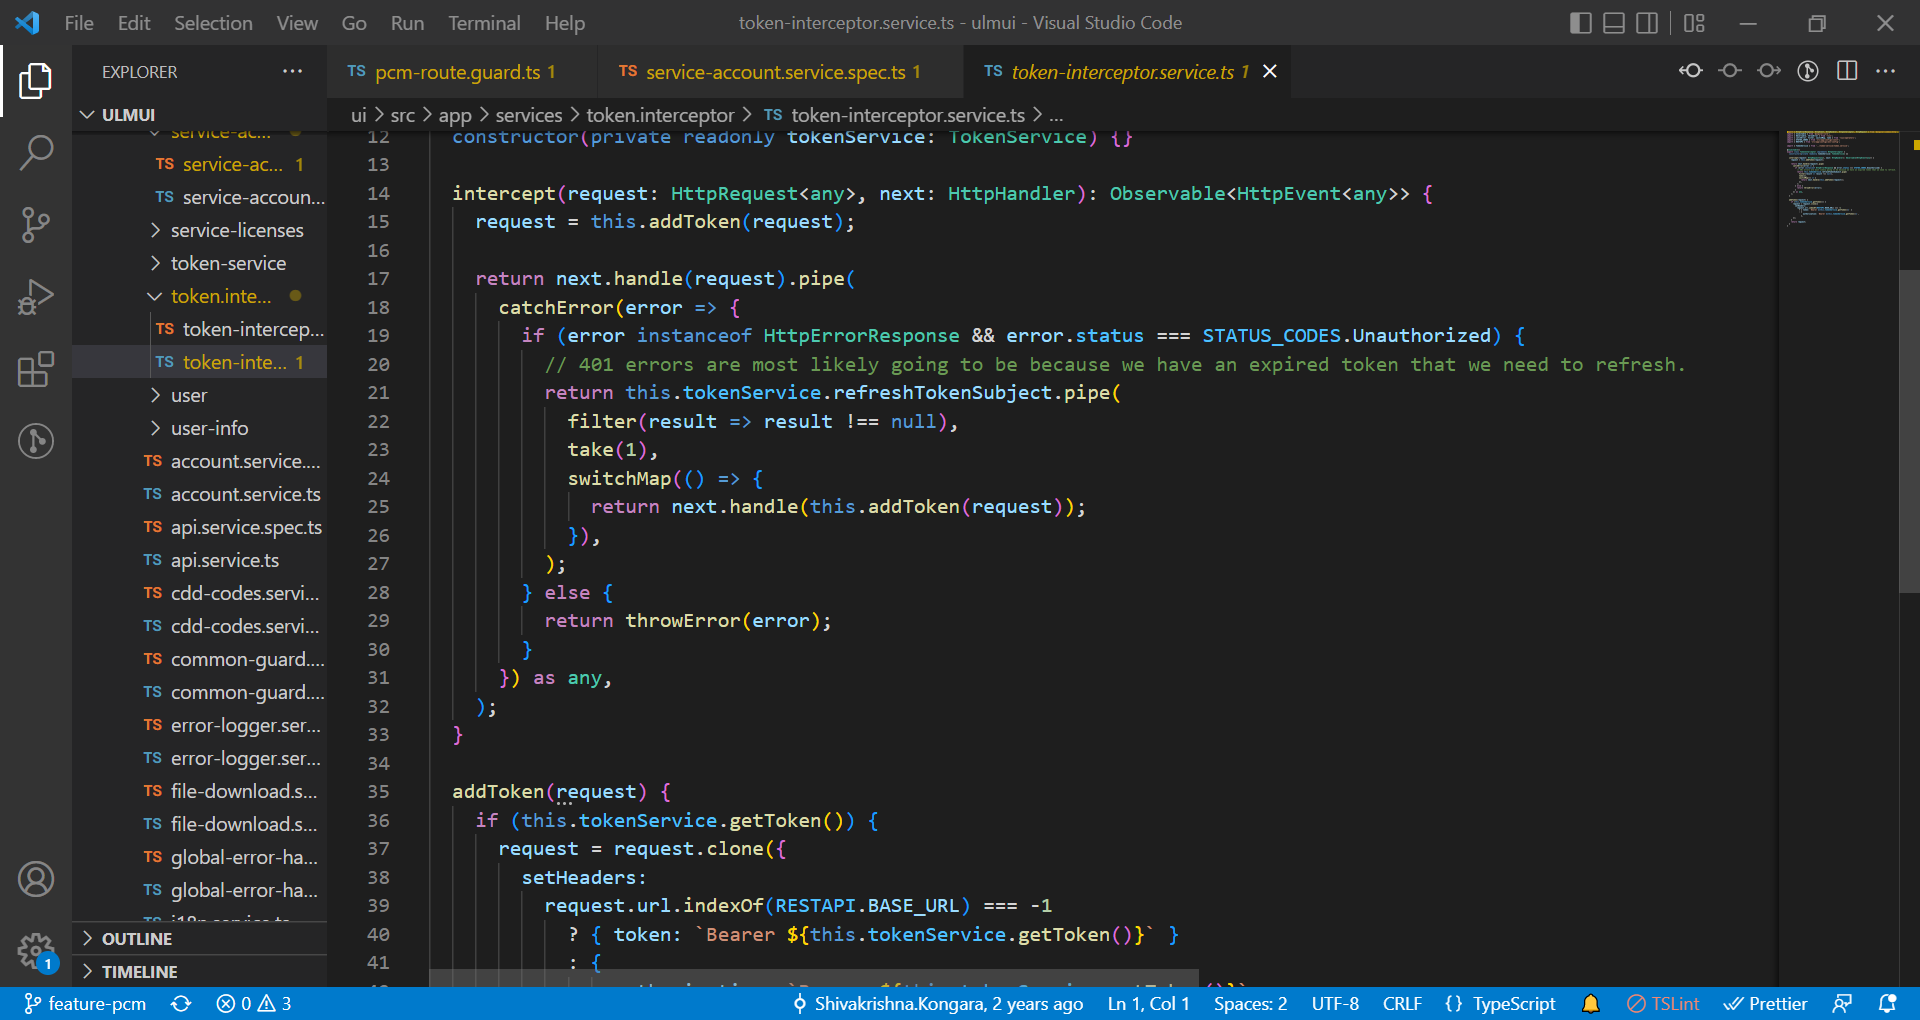 File Edit Selection View Go Run Terminal Help
token-interceptor.service.ts - ulmui - Visual Studio Code
EXPLORER
TS pcm-route.guard.ts 1
TS service-account.service.spec.ts 1
TS token-interceptor.service.ts 1
ULMUI
ui > src > app > services > token.interceptor > TS token-interceptor.service.ts > ...
service-ac...
TS service-ac... 1
TS service-accoun...
service-licenses
token-service
token.inte...
TS token-intercep...
TS token-inte... 1
user
user-info
TS account.service....
TS account.service.ts
TS api.service.spec.ts
TS api.service.ts
TS cdd-codes.servi...
TS cdd-codes.servi...
TS common-guard....
TS common-guard....
TS error-logger.ser...
TS error-logger.ser...
TS file-download.s...
TS file-download.s...
TS global-error-ha...
TS global-error-ha...
TS i18n.service.ts
OUTLINE
TIMELINE
12 constructor(private readonly tokenService: TokenService) {}
13
14 intercept(request: HttpRequest<any>, next: HttpHandler): Observable<HttpEvent<any>> {
15 request = this.addToken(request);
16
17 return next.handle(request).pipe(
18 catchError(error => {
19 if (error instanceof HttpErrorResponse && error.status === STATUS_CODES.Unauthorized) {
20 // 401 errors are most likely going to be because we have an expired token that we need to refresh.
21 return this.tokenService.refreshTokenSubject.pipe(
22 filter(result => result !== null),
23 take(1),
24 switchMap(() => {
25 return next.handle(this.addToken(request));
26 }),
27 );
28 } else {
29 return throwError(error);
30 }
31 }) as any,
32 );
33 }
34
35 addToken(request) {
36 if (this.tokenService.getToken()) {
37 request = request.clone({
38 setHeaders:
39 request.url.indexOf(RESTAPI.BASE_URL) === -1
40 ? { token: `Bearer ${this.tokenService.getToken()}` }
41 : {
1
feature-pcm 0 3
Shivakrishna.Kongara, 2 years ago Ln 1, Col 1 Spaces: 2 UTF-8 CRLF {} TypeScript TSLint Prettier